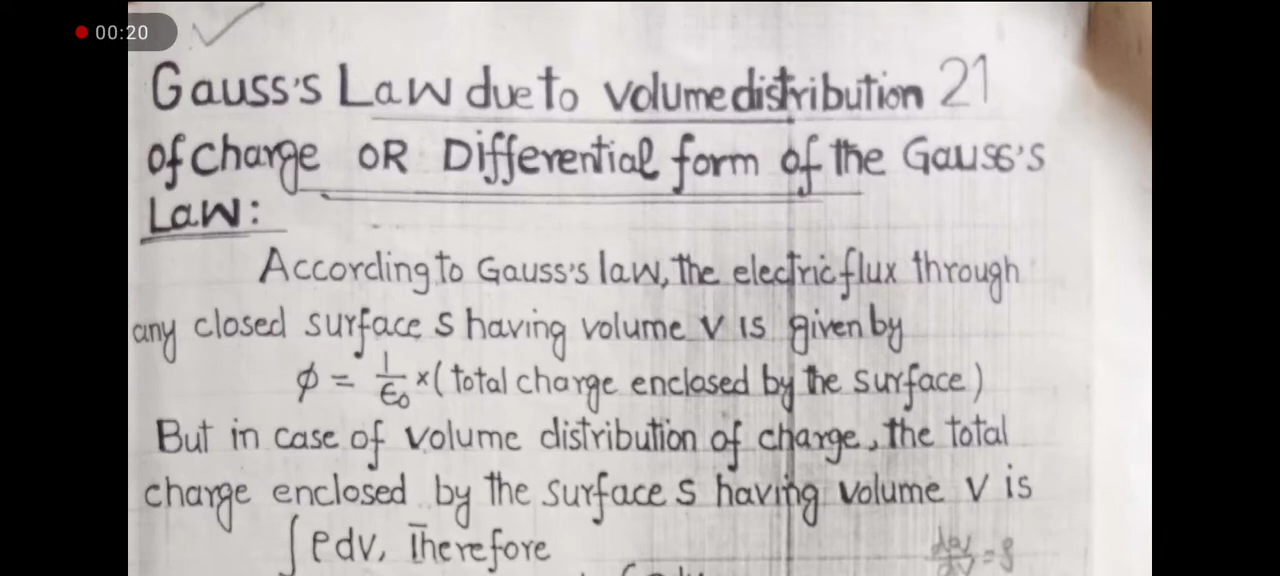 00:20
Gauss's Law due to volume distribution 21
of charge OR Differential form of the Gauss's
Law:
According to Gauss's law, the electric flux through
any closed surface S having volume V is given by
ϕ = 1/ε₀ × (total charge enclosed by the surface)
But in case of volume distribution of charge, the total
charge enclosed by the surface S having volume V is
∫ ρdv, Therefore